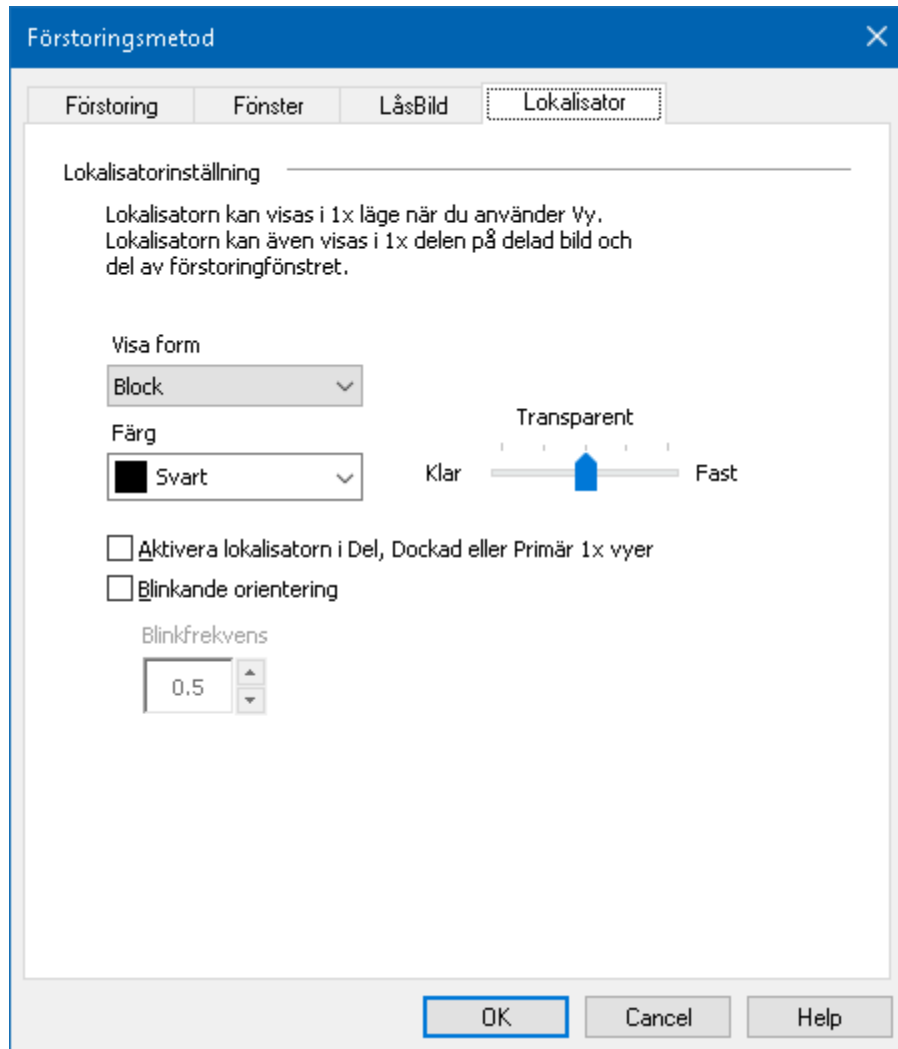 Förstoringsmetod
Förstoring Fönster LåsBild Lokalisator
Lokalisatorinställning
Lokalisatorn kan visas i 1x läge när du använder Vy.
Lokalisatorn kan även visas i 1x delen på delad bild och
del av förstoringfönstret.
Visa form
Block
Transparent
Färg
Svart
Klar Fast
Aktivera lokalisatorn i Del, Dockad eller Primär 1x vyer
Blinkande orientering
Blinkfrekvens
0.5
OK Cancel Help